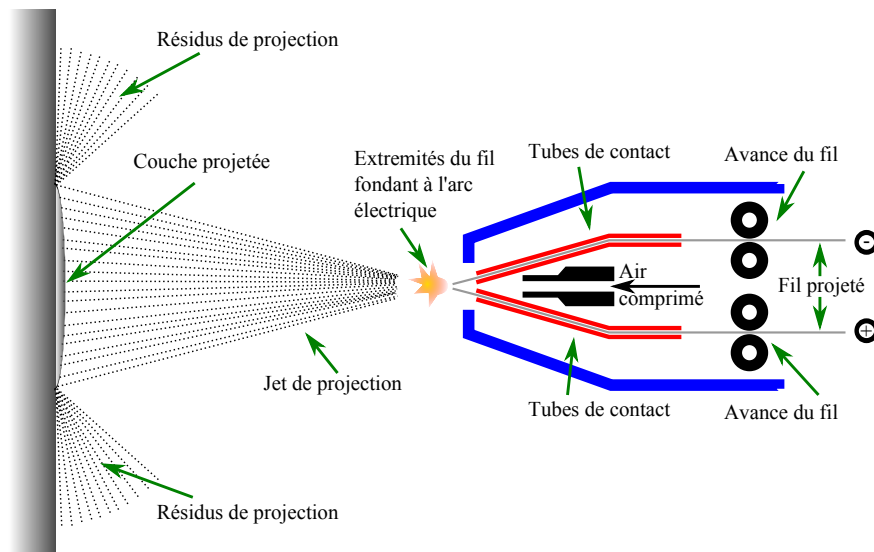 Résidus de projection
Couche projetée
Extremités du fil
fondant à l'arc
électrique
Tubes de contact
Avance du fil
-
Air
comprimé
Fil projeté
+
Jet de projection
Tubes de contact
Avance du fil
Résidus de projection